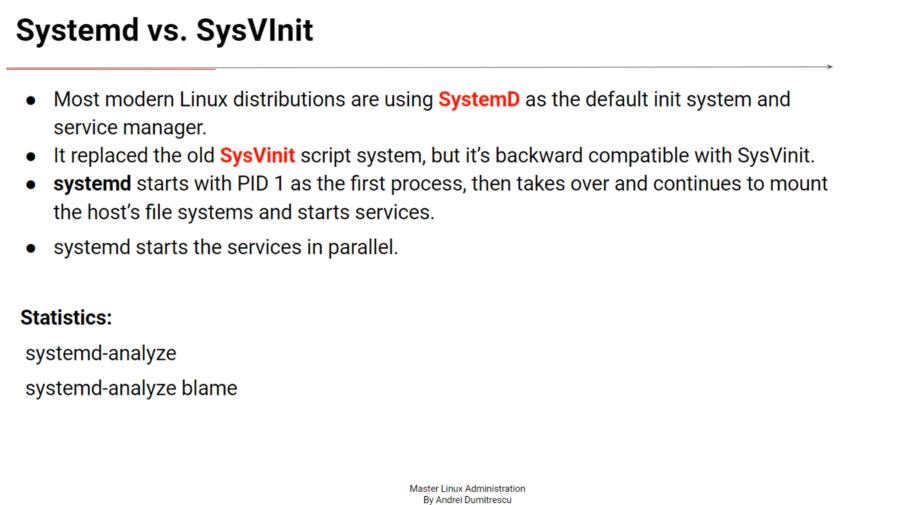 Systemd vs. SysVInit
● Most modern Linux distributions are using SystemD as the default init system and
service manager.
● It replaced the old SysVinit script system, but it’s backward compatible with SysVinit.
● systemd starts with PID 1 as the first process, then takes over and continues to mount
the host’s file systems and starts services.
● systemd starts the services in parallel.
Statistics:
systemd-analyze
systemd-analyze blame
Master Linux Administration
By Andrei Dumitrescu